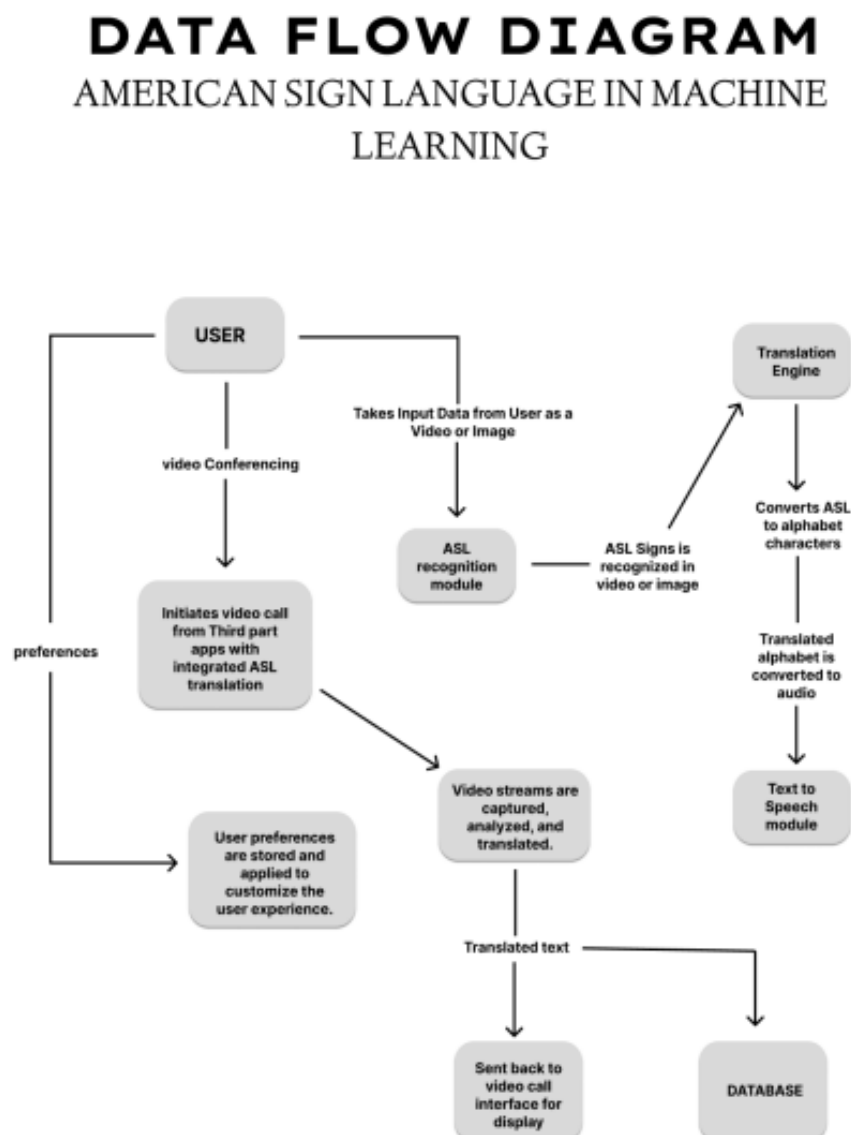 DATA FLOW DIAGRAM
AMERICAN SIGN LANGUAGE IN MACHINE
LEARNING
USER
Translation
Engine
Takes Input Data from User as a
Video or Image
video Conferencing
Converts ASL
to alphabet
characters
ASL
recognition
module
ASL Signs is
recognized in
video or image
Initiates video call
from Third part
apps with
integrated ASL
translation
preferences
Translated
alphabet is
converted to
audio
Video streams are
captured,
analyzed, and
translated.
Text to
Speech
module
User preferences
are stored and
applied to
customize the
user experience.
Translated text
Sent back to
video call
interface for
display
DATABASE